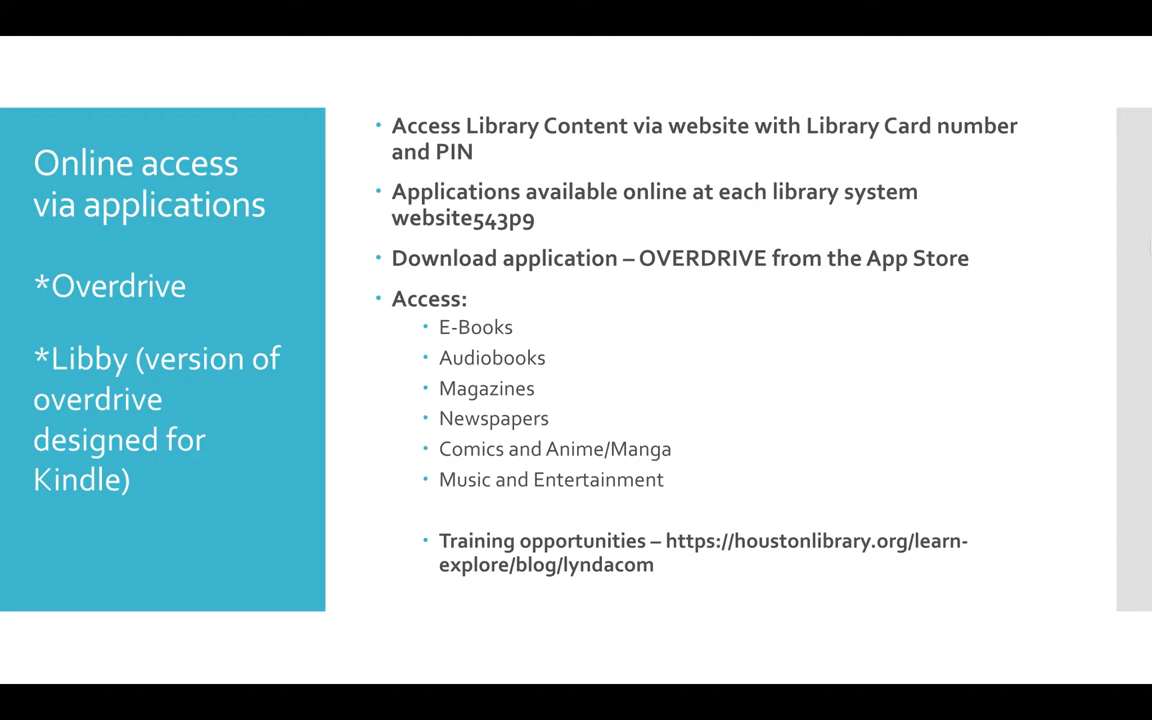 Online access
via applications
*Overdrive
*Libby (version of
overdrive
designed for
Kindle)
Access Library Content via website with Library Card number
and PIN
Applications available online at each library system
website543p9
Download application – OVERDRIVE from the App Store
Access:
E-Books
Audiobooks
Magazines
Newspapers
Comics and Anime/Manga
Music and Entertainment
Training opportunities – https://houstonlibrary.org/learn-
explore/blog/lyndacom